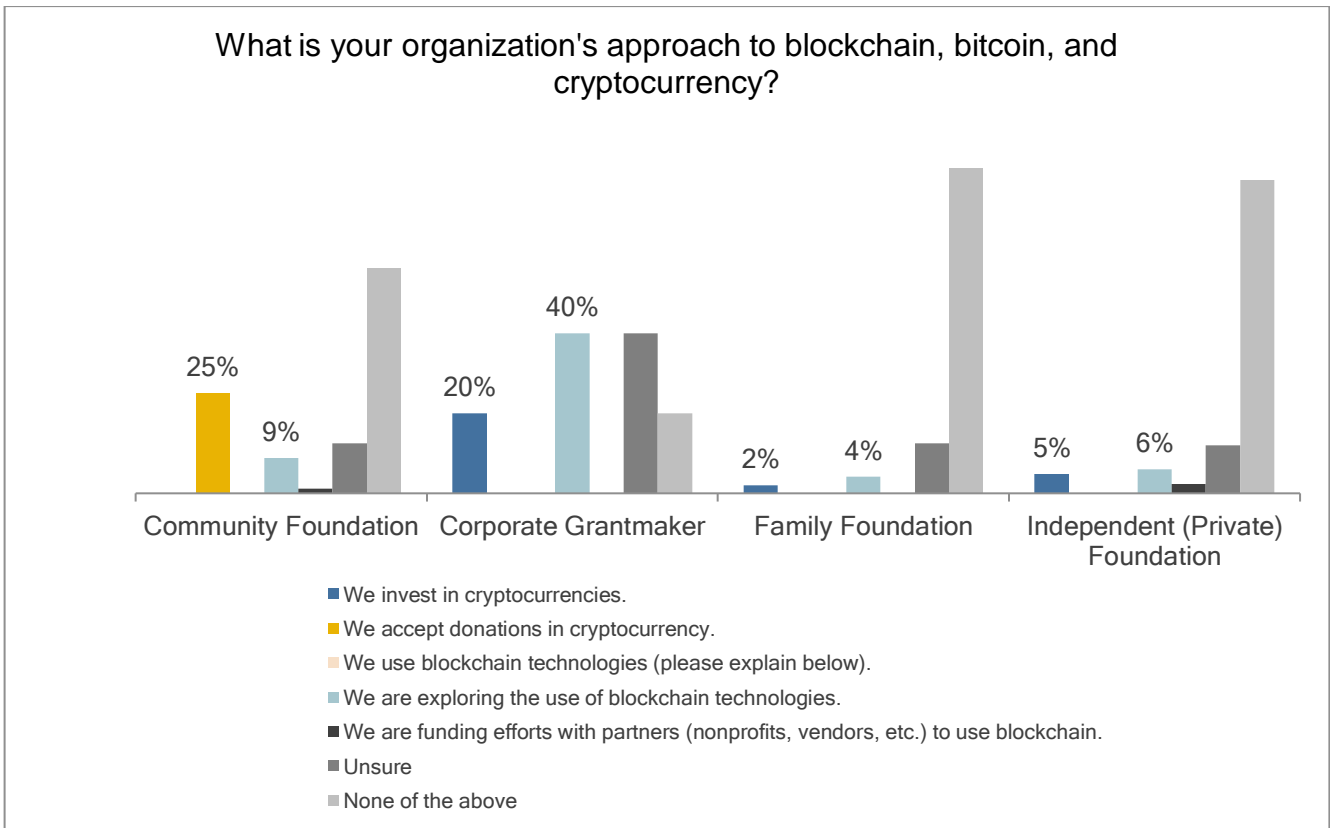 What is your organization's approach to blockchain, bitcoin, and
cryptocurrency?
25%
9%
20%
40%
2%
4%
5%
6%
Community Foundation
Corporate Grantmaker
Family Foundation
Independent (Private)
Foundation
We invest in cryptocurrencies.
We accept donations in cryptocurrency.
We use blockchain technologies (please explain below).
We are exploring the use of blockchain technologies.
We are funding efforts with partners (nonprofits, vendors, etc.) to use blockchain.
Unsure
None of the above